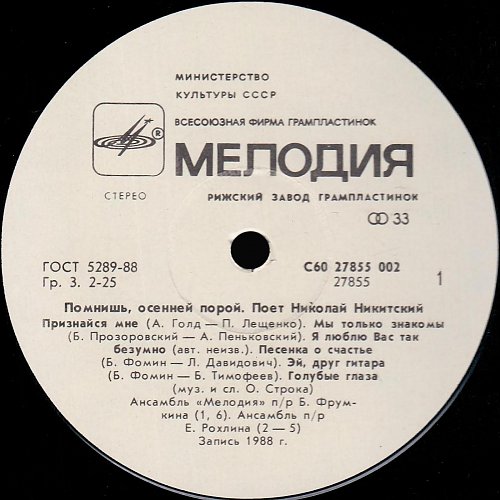 МИНИСТЕРСТВО
КУЛЬТУРЫ СССР
ВСЕСОЮЗНАЯ ФИРМА ГРАМПЛАСТИНОК
®
МЕЛОДИЯ
СТЕРЕО
РИЖСКИЙ ЗАВОД ГРАМПЛАСТИНОК
33
ГОСТ 5289-88
С60 27855 002
Гр. 3. 2-25
27855
1
Помнишь, осенней порой. Поет Николай Никитский
Признайся мне (А. Голд — П. Лещенко). Мы только знакомы
(Б. Прозоровский — А. Пеньковский). Я люблю Вас так
безумно (авт. неизв.). Песенка о счастье
(Б. Фомин — Л. Давидович). Эй, друг гитара
(Б. Фомин — Б. Тимофеев). Голубые глаза
(муз. и сл. О. Строка)
Ансамбль «Мелодия» п/р Б. Фрум-
кина (1, 6). Ансамбль п/р
Е. Рохлина (2 — 5)
Запись 1988 г.